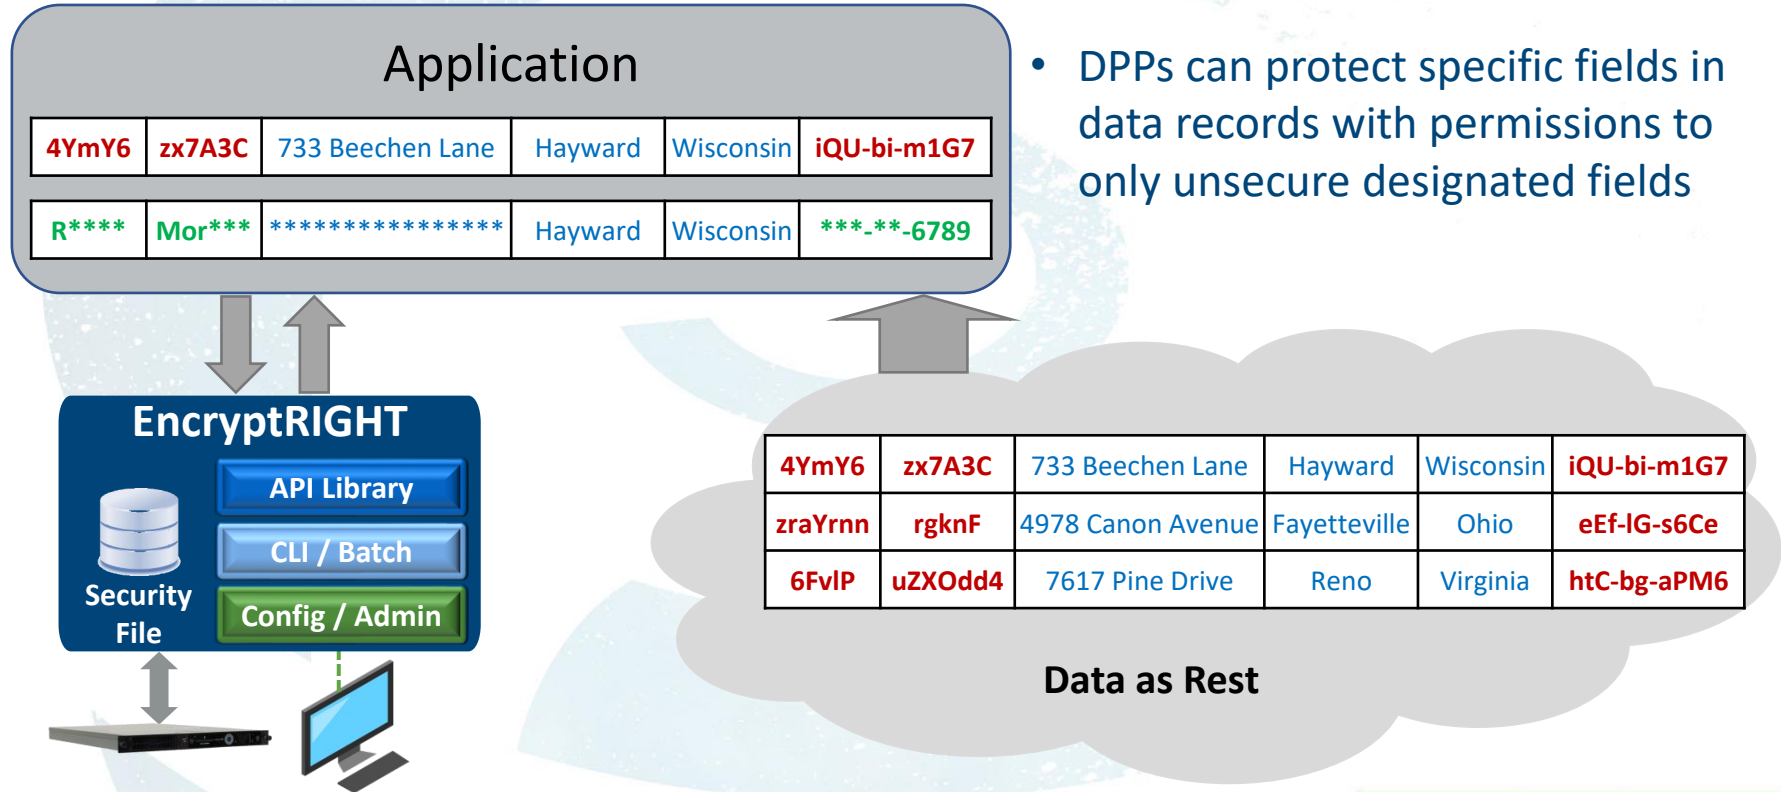 Application
4YmY6 zx7A3C 733 Beechen Lane Hayward Wisconsin iQU-bi-m1G7
R**** Mor*** **************** Hayward Wisconsin ***-**-6789
• DPPs can protect specific fields in
data records with permissions to
only unsecure designated fields
EncryptRIGHT
API Library
CLI / Batch
Config / Admin
Security
File
4YmY6 zx7A3C 733 Beechen Lane Hayward Wisconsin iQU-bi-m1G7
zraYrnn rgknF 4978 Canon Avenue Fayetteville Ohio eEf-lG-s6Ce
6FvlP uZXOdd4 7617 Pine Drive Reno Virginia htC-bg-aPM6
Data as Rest